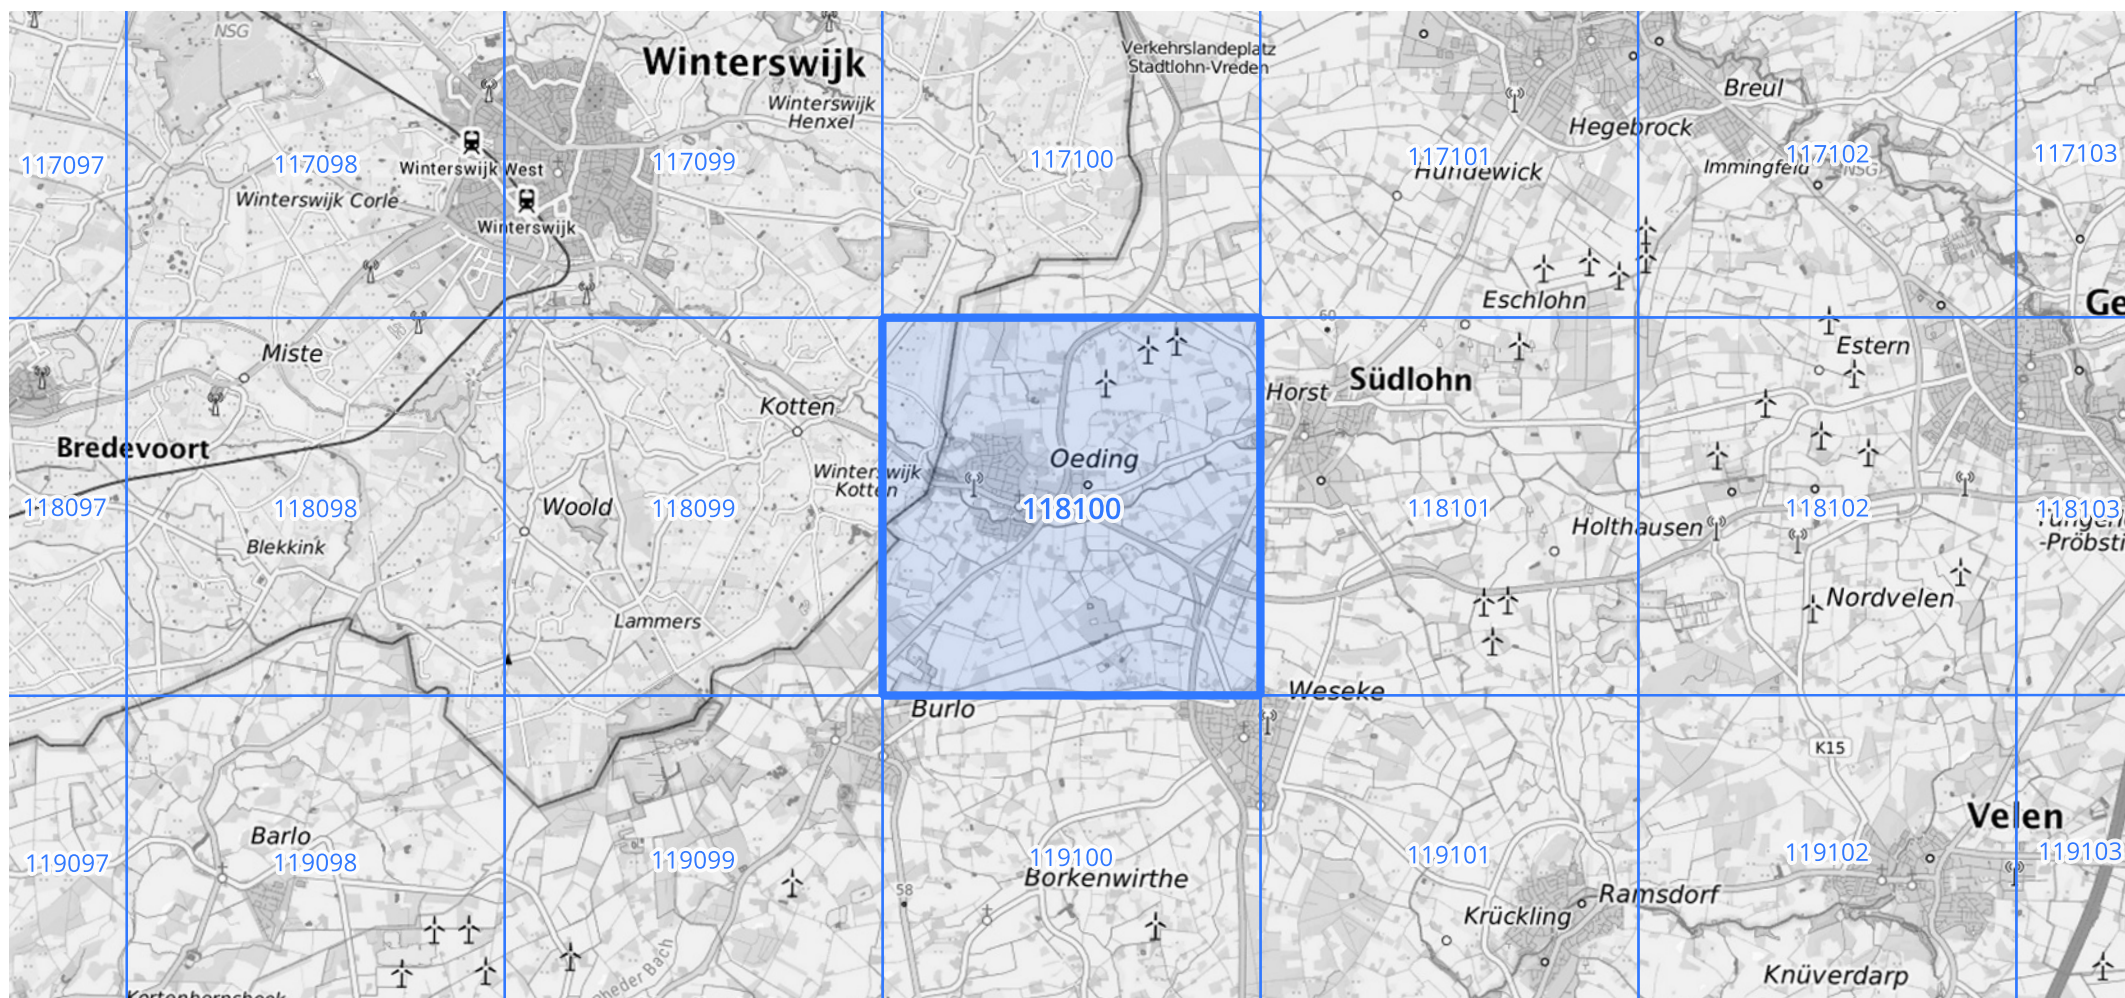 NSG
Winterswijk
Verkehrslandeplatz
Stadtlohn-Vreden
Winterswijk
Henxel
Breul
Hegebrock
117097
117098
Winterswijk West
117099
117100
117101
Hundewick
117102
Immingfeld
NSG
117103
Winterswijk Corle
Winterswijk
Eschlohn
Ge
60
Miste
Kotten
Horst
Südlohn
Estern
Bredevoort
Winterswijk
Kotten
Oeding
118097
118098
Woold
118099
118100
118101
Holthausen
118102
118103
-Pröbsti
Blekkink
Lammers
Nordvelen
Weseke
Burlo
K15
Velen
Barlo
119097
119098
119099
119100
119101
119102
119103
58
Borkenwirthe
Krückling
Ramsdorf
Knüverdarp